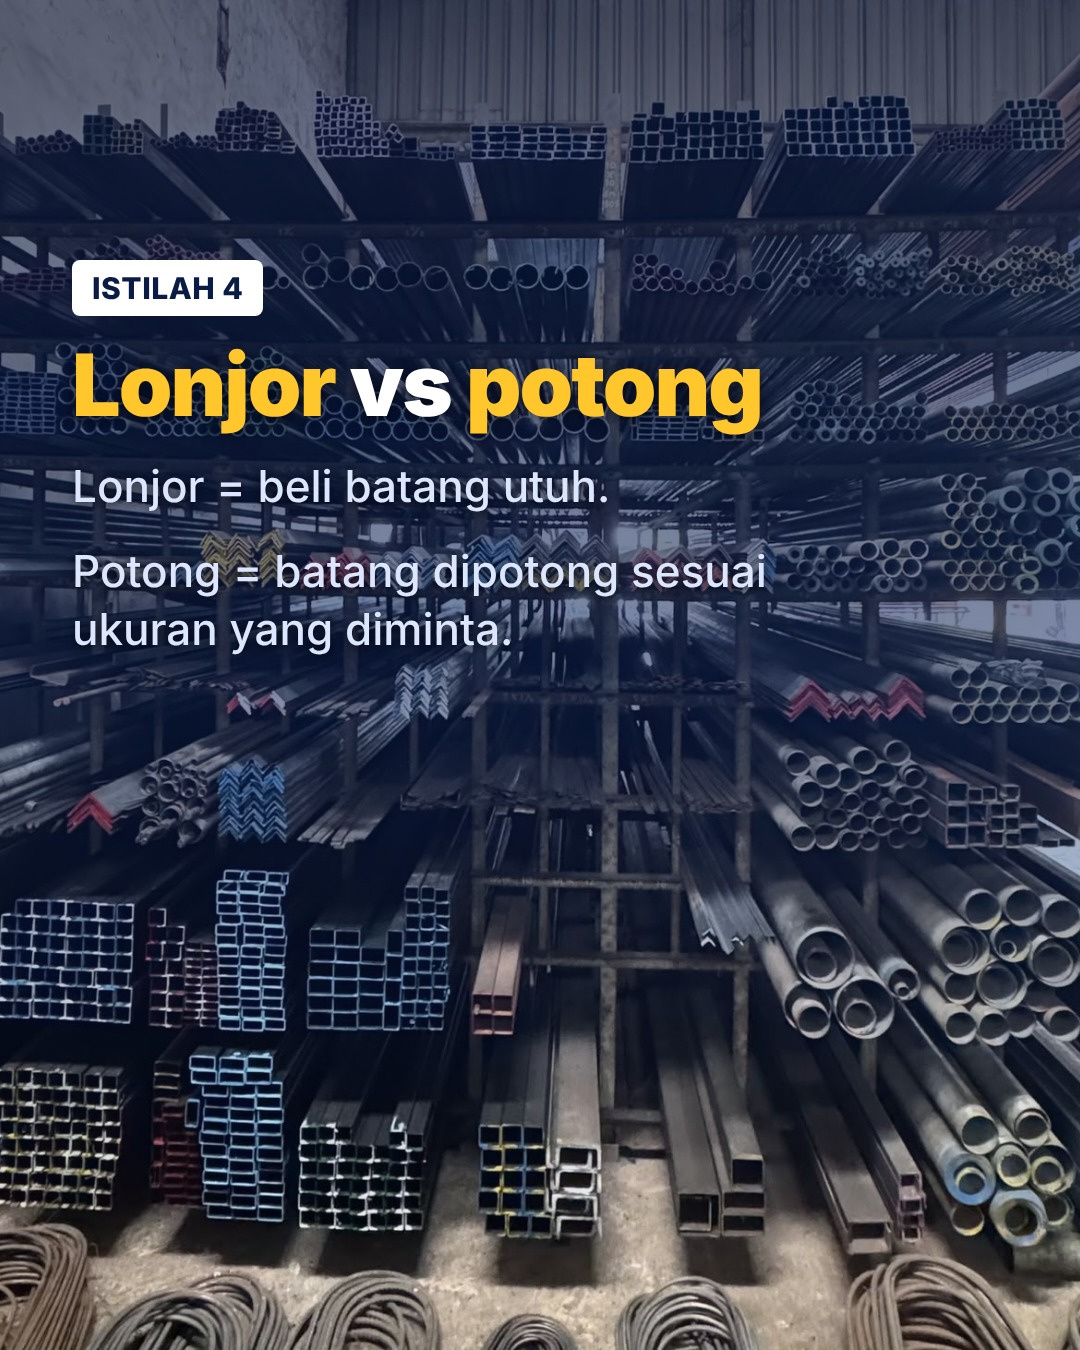 ISTILAH 4
Lonjor vs potong
Lonjor = beli batang utuh.
Potong = batang dipotong sesuai
ukuran yang diminta.